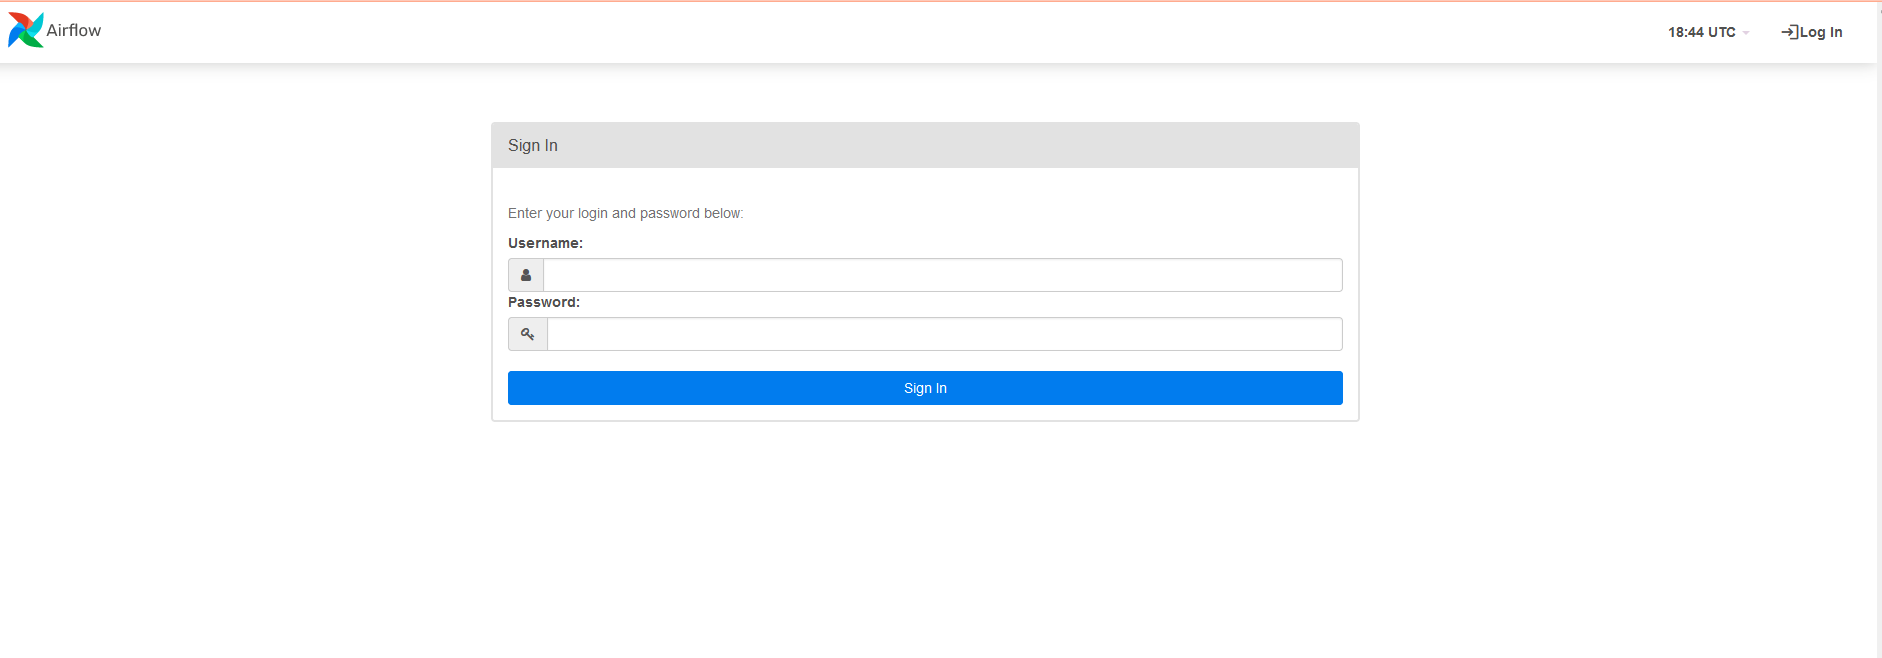 Airflow
18:44 UTC
Log In
Sign In
Enter your login and password below:
Username:
Password:
Sign In